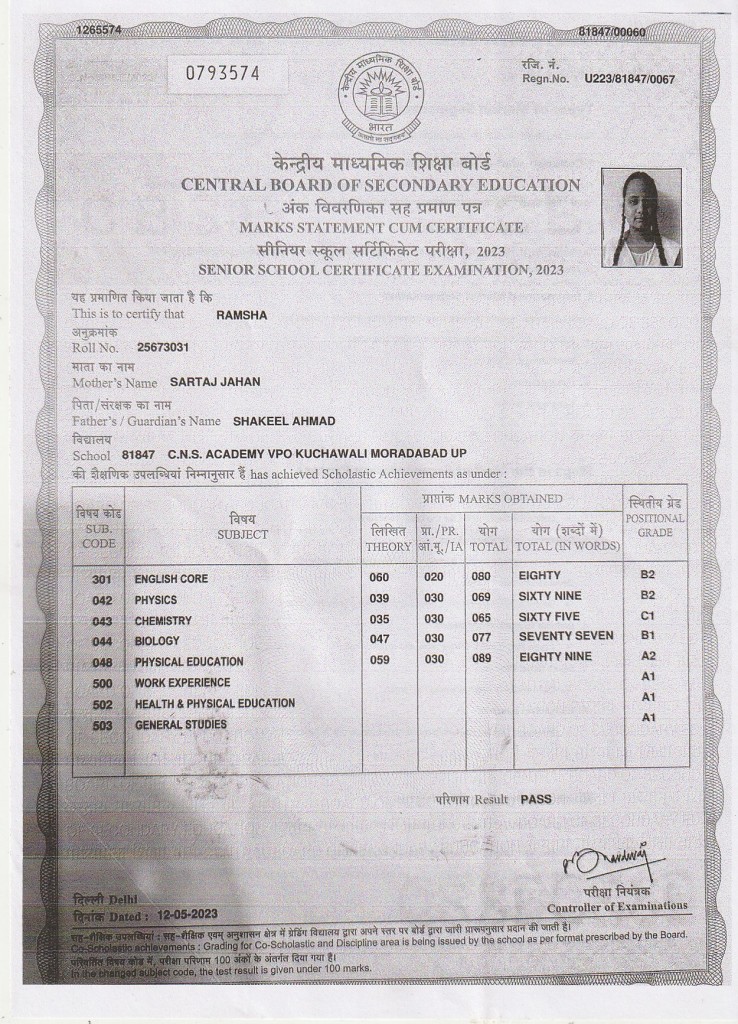 1265574
81847/00060
0793574
रजि. नं.
Regn.No. U223/81847/0067
केन्द्रीय माध्यमिक शिक्षा बोर्ड
भारत
केन्द्रीय माध्यमिक शिक्षा बोर्ड
CENTRAL BOARD OF SECONDARY EDUCATION
अंक विवरणिका सह प्रमाण पत्र
MARKS STATEMENT CUM CERTIFICATE
सीनियर स्कूल सर्टिफिकेट परीक्षा, 2023
SENIOR SCHOOL CERTIFICATE EXAMINATION, 2023
यह प्रमाणित किया जाता है कि
This is to certify that RAMSHA
अनुक्रमांक
Roll No. 25673031
माता का नाम
Mother's Name SARTAJ JAHAN
पिता/संरक्षक का नाम
Father's / Guardian's Name SHAKEEL AHMAD
विद्यालय
School 81847 C.N.S. ACADEMY VPO KUCHAWALI MORADABAD UP
की शैक्षणिक उपलब्धियां निम्नानुसार हैं has achieved Scholastic Achievements as under :
विषय कोड विषय प्राप्तांक MARKS OBTAINED स्थितीय ग्रेड
SUB. CODE SUBJECT लिखित प्रा./PR. योग योग (शब्दों में) POSITIONAL
THEORY आं.मू./IA TOTAL TOTAL (IN WORDS) GRADE
301 ENGLISH CORE 060 020 080 EIGHTY B2
042 PHYSICS 039 030 069 SIXTY NINE B2
043 CHEMISTRY 035 030 065 SIXTY FIVE C1
044 BIOLOGY 047 030 077 SEVENTY SEVEN B1
048 PHYSICAL EDUCATION 059 030 089 EIGHTY NINE A2
500 WORK EXPERIENCE A1
502 HEALTH & PHYSICAL EDUCATION A1
503 GENERAL STUDIES A1
परिणाम Result PASS
दिल्ली Delhi
दिनांक Dated : 12-05-2023
परीक्षा नियंत्रक
Controller of Examinations
सह-शैक्षिक उपलब्धियां : सह-शैक्षिक एवम् अनुशासन क्षेत्र में ग्रेडिंग विद्यालय द्वारा अपने स्तर पर बोर्ड द्वारा जारी प्रारूपनुसार प्रदान की जाती है।
Co-Scholastic achievements : Grading for Co-Scholastic and Discipline area is being issued by the school as per format prescribed by the Board.
परिवर्तित विषय कोड में, परीक्षा परिणाम 100 अंकों के अंतर्गत दिया गया है।
In the bhanged subject code, the test result is given under 100 marks.